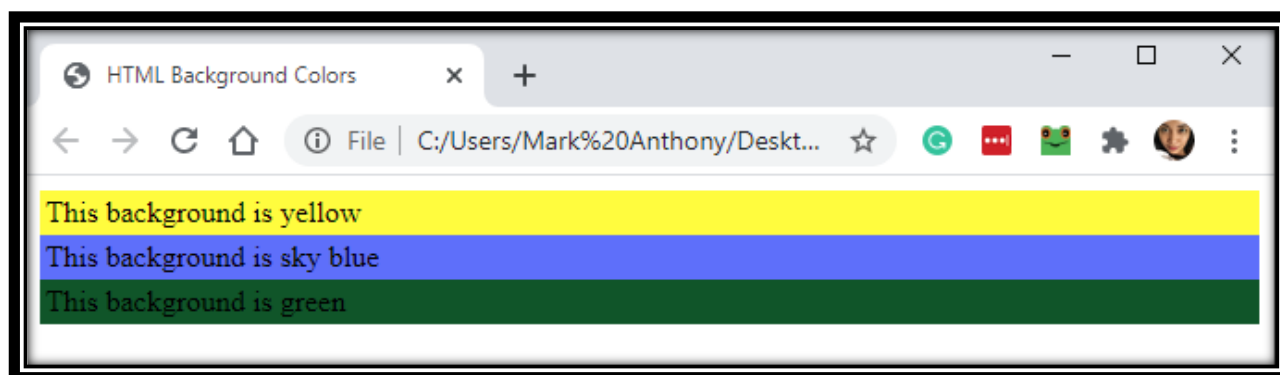 HTML Background Colors
File C:/Users/Mark%20Anthony/Deskt...
This background is yellow
This background is sky blue
This background is green